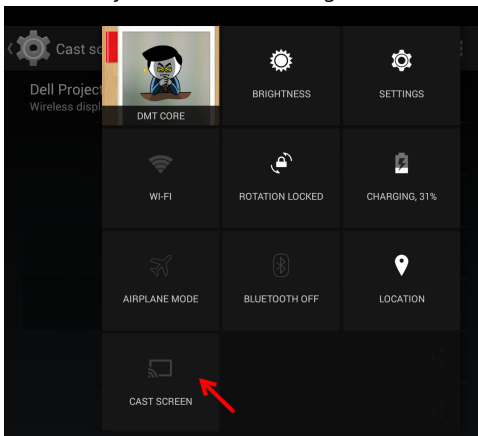 Cast sc
Dell Project
Wireless displ
DMT CORE
BRIGHTNESS
SETTINGS
WI-FI
ROTATION LOCKED
CHARGING, 31%
AIRPLANE MODE
BLUETOOTH OFF
LOCATION
CAST SCREEN